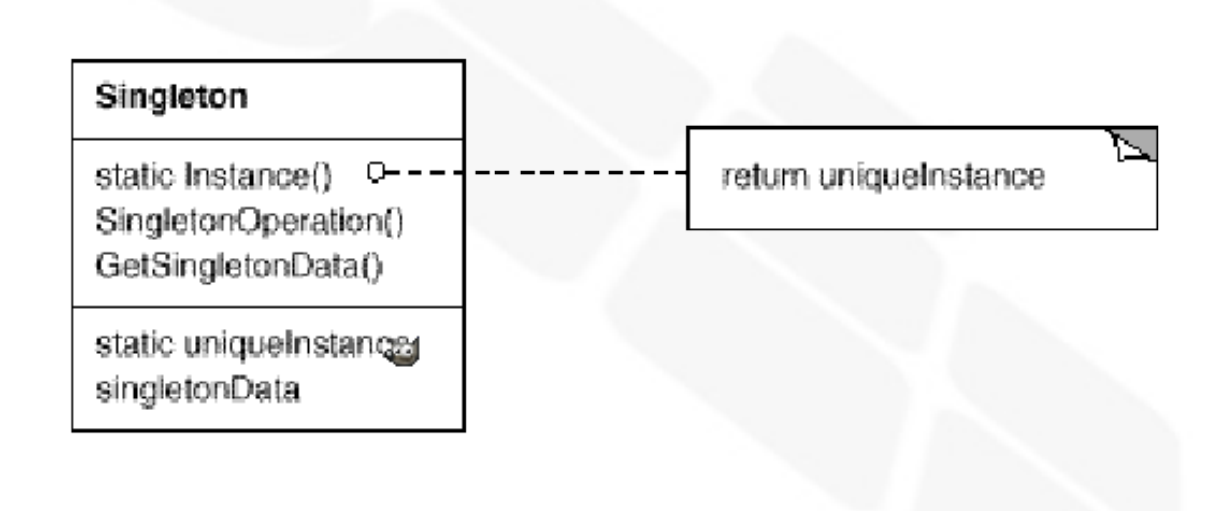 Singleton
static Instance()
SingletonOperation()
GetSingletonData()
static uniqueInstance
singletonData
return uniqueInstance